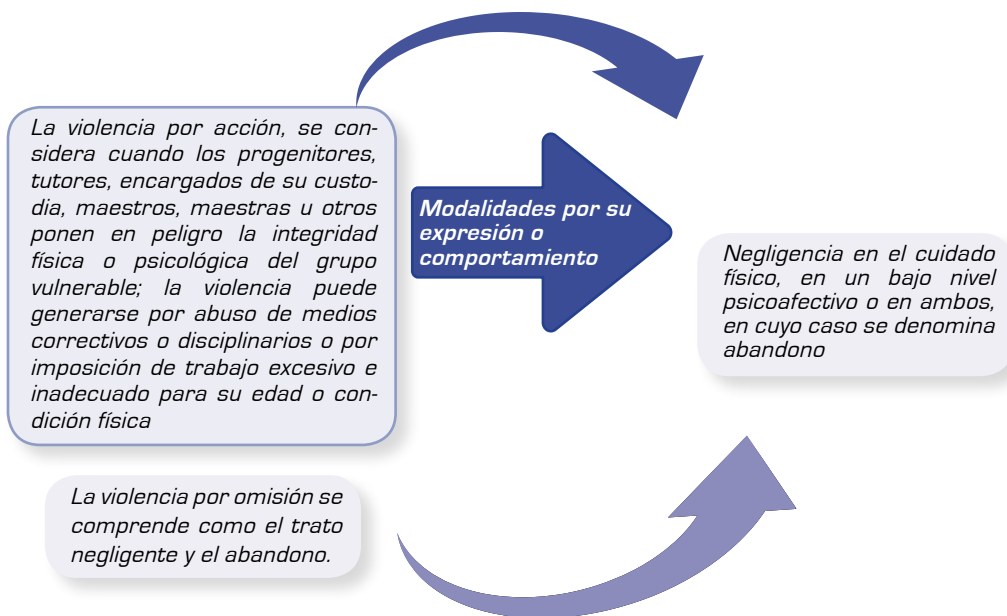 La violencia por acción, se con-
sidera cuando los progenitores,
tutores, encargados de su custo-
dia, maestros, maestras u otros
ponen en peligro la integridad
física o psicológica del grupo
vulnerable; la violencia puede
generarse por abuso de medios
correctivos o disciplinarios o por
imposición de trabajo excesivo e
inadecuado para su edad o con-
dición física
Modalidades por su
expresión o
comportamiento
Negligencia en el cuidado
físico, en un bajo nivel
psicoafectivo o en ambos,
en cuyo caso se denomina
abandono
La violencia por omisión se
comprende como el trato
negligente y el abandono.